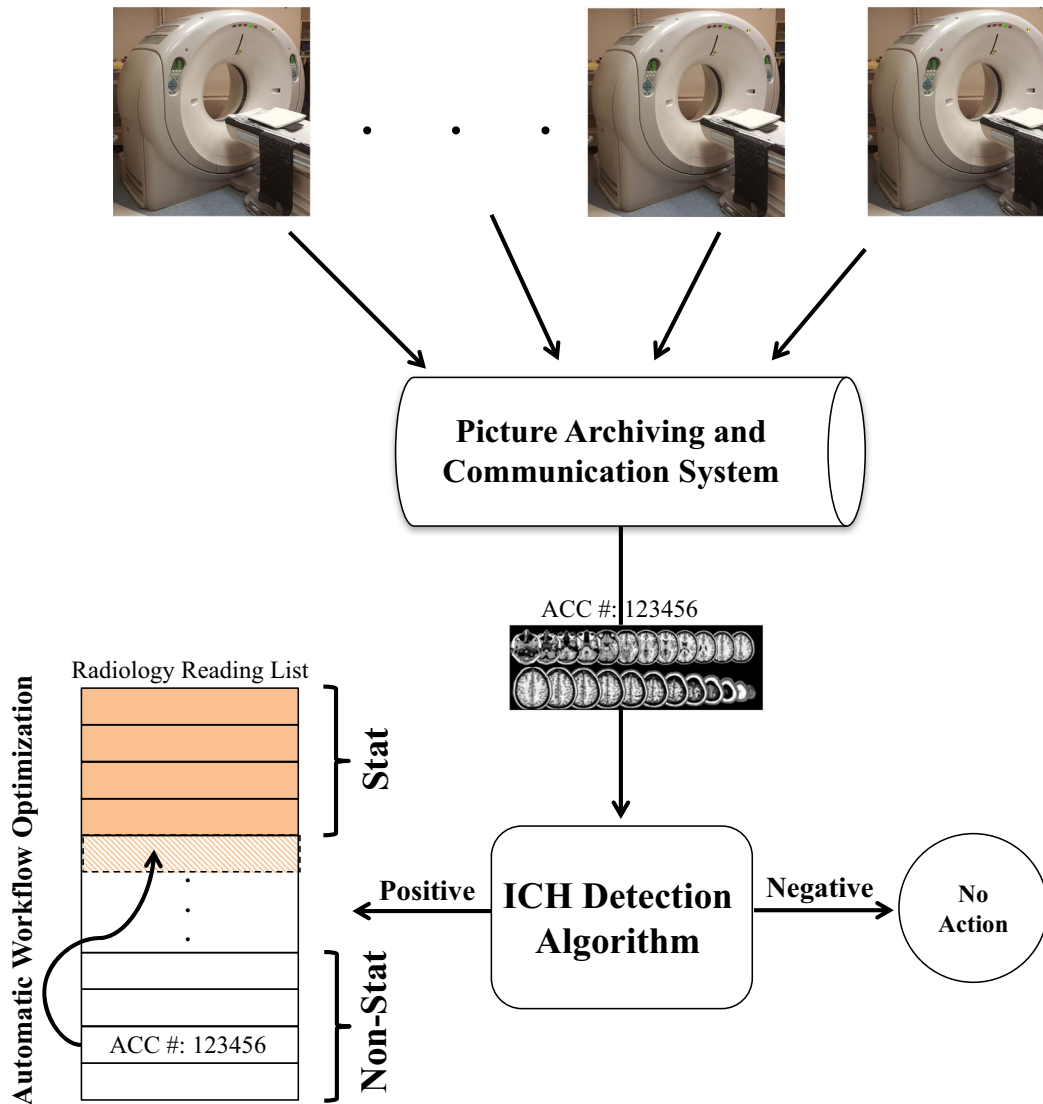 Picture Archiving and
Communication System
ACC #: 123456
Radiology Reading List
Automatic Workflow Optimization
Stat
Positive
ICH Detection
Algorithm
Negative
No
Action
Non-Stat
ACC #: 123456